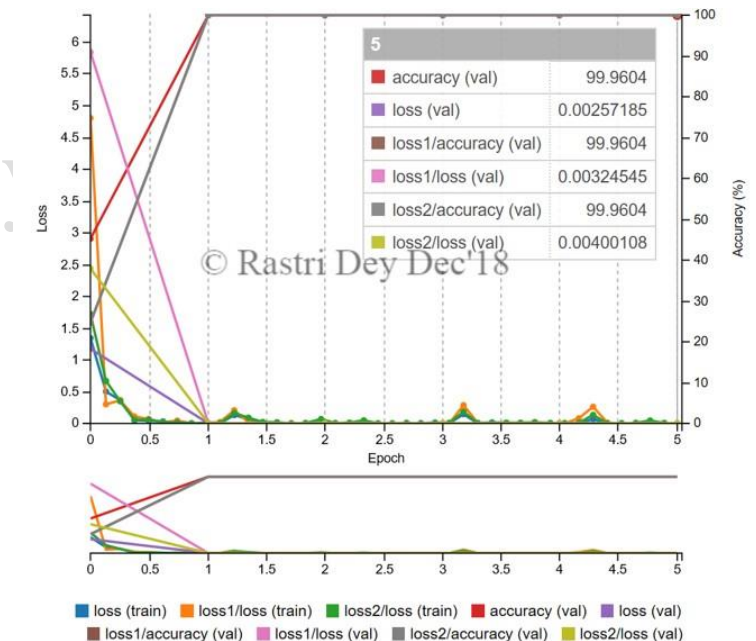 6
5.5
5
4.5
4
3.5
3
2.5
2
1.5
1
0.5
0
Loss
100
90
80
70
60
50
40
30
20
10
0
Accuracy (%)
5
accuracy (val) 99.9604
loss (val) 0.00257185
loss1/accuracy (val) 99.9604
loss1/loss (val) 0.00324545
loss2/accuracy (val) 99.9604
loss2/loss (val) 0.00400108
© Rastri Dey Dec'18
0 0.5 1 1.5 2 2.5 3 3.5 4 4.5 5
Epoch
0 0.5 1 1.5 2 2.5 3 3.5 4 4.5 5
loss (train) loss1/loss (train) loss2/loss (train) accuracy (val) loss (val)
loss1/accuracy (val) loss1/loss (val) loss2/accuracy (val) loss2/loss (val)